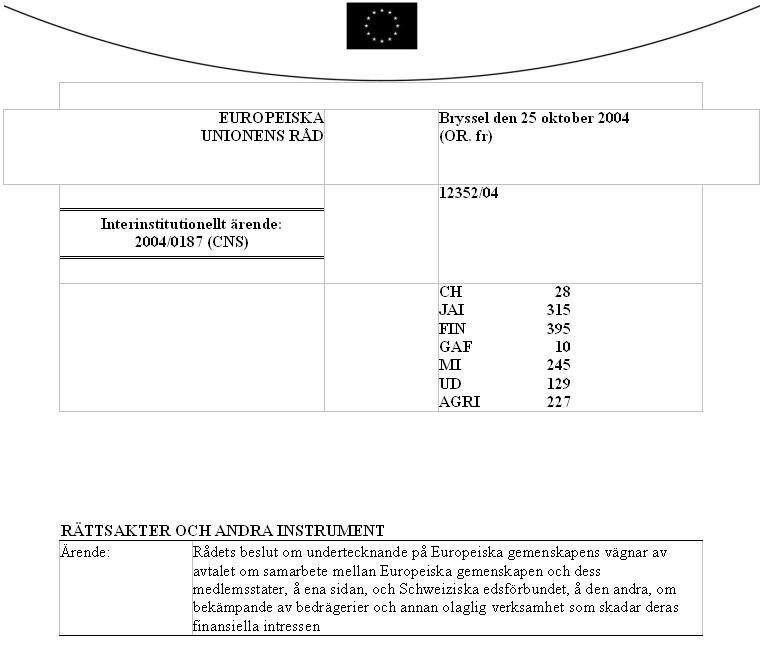 EUROPEISKA
UNIONENS RÅD
Bryssel den 25 oktober 2004
(OR. fr)
Interinstitutionellt ärende:
2004/0187 (CNS)
12352/04
CH 28
JAI 315
FIN 395
GAF 10
MI 245
UD 129
AGRI 227
RÄTTSAKTER OCH ANDRA INSTRUMENT
Ärende: Rådets beslut om undertecknande på Europeiska gemenskapens vägnar av
avtalet om samarbete mellan Europeiska gemenskapen och dess
medlemsstater, å ena sidan, och Schweiziska edsförbundet, å den andra, om
bekämpande av bedrägerier och annan olaglig verksamhet som skadar deras
finansiella intressen